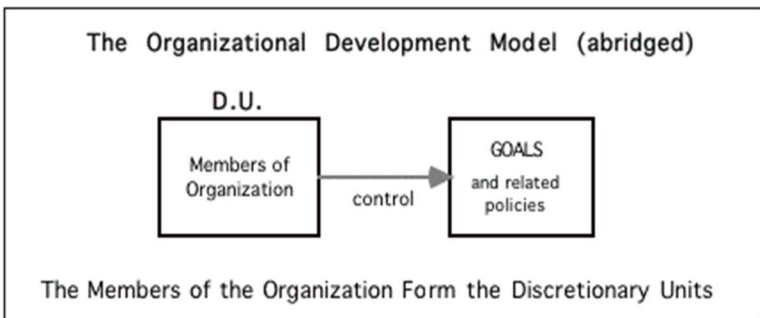 The Organizational Development Model (abridged)
D.U.
Members of
Organization
control
GOALS
and related
policies
The Members of the Organization Form the Discretionary Units